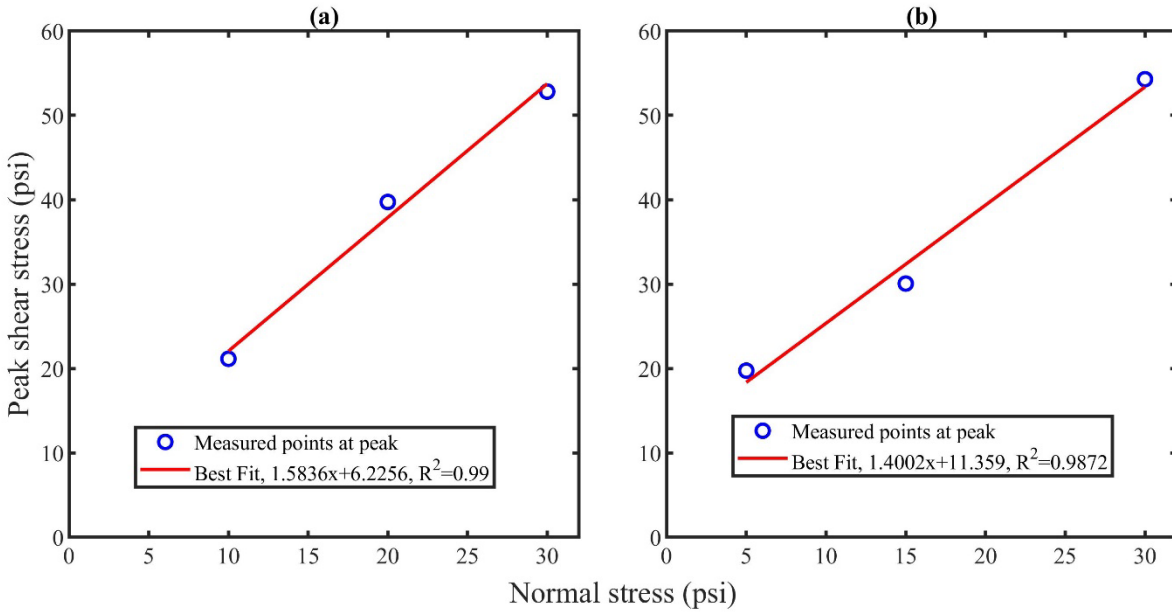 (a)
(b)
Peak shear stress (psi)
60
50
40
30
20
10
0
Measured points at peak
Best Fit, 1.5836x+6.2256, R²=0.99
0 5 10 15 20 25 30
60
50
40
30
20
10
0
Measured points at peak
Best Fit, 1.4002x+11.359, R²=0.9872
0 5 10 15 20 25 30
Normal stress (psi)